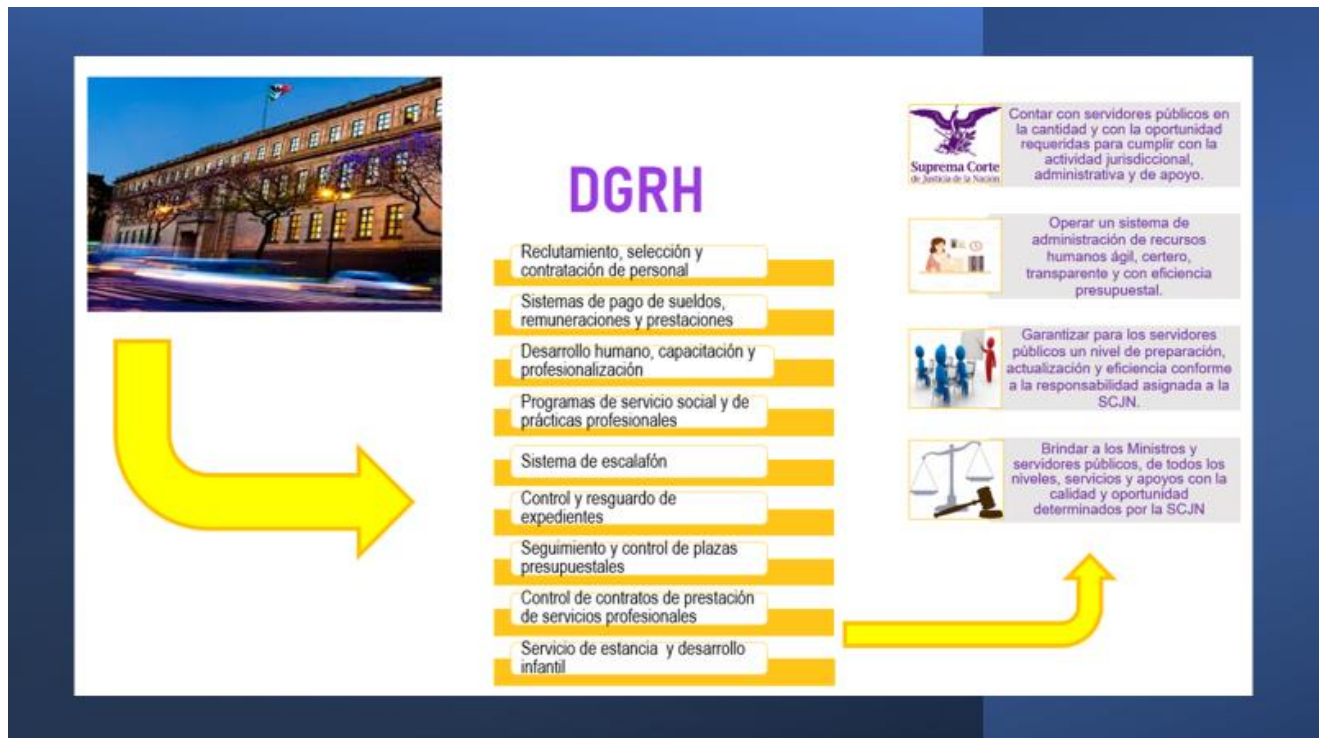 DGRH
Reclutamiento, selección y
contratación de personal
Sistemas de pago de sueldos,
remuneraciones y prestaciones
Desarrollo humano, capacitación y
profesionalización
Programas de servicio social y de
prácticas profesionales
Sistema de escalafón
Control y resguardo de
expedientes
Seguimiento y control de plazas
presupuestales
Control de contratos de prestación
de servicios profesionales
Servicio de estancia y desarrollo
infantil
Suprema Corte
de Justicia de la Nación
Contar con servidores públicos en
la cantidad y con la oportunidad
requeridas para cumplir con la
actividad jurisdiccional,
administrativa y de apoyo.
Operar un sistema de
administración de recursos
humanos ágil, certero,
transparente y con eficiencia
presupuestal.
Garantizar para los servidores
públicos un nivel de preparación,
actualización y eficiencia conforme
a la responsabilidad asignada a la
SCJN.
Brindar a los Ministros y
servidores públicos, de todos los
niveles, servicios y apoyos con la
calidad y oportunidad
determinados por la SCJN